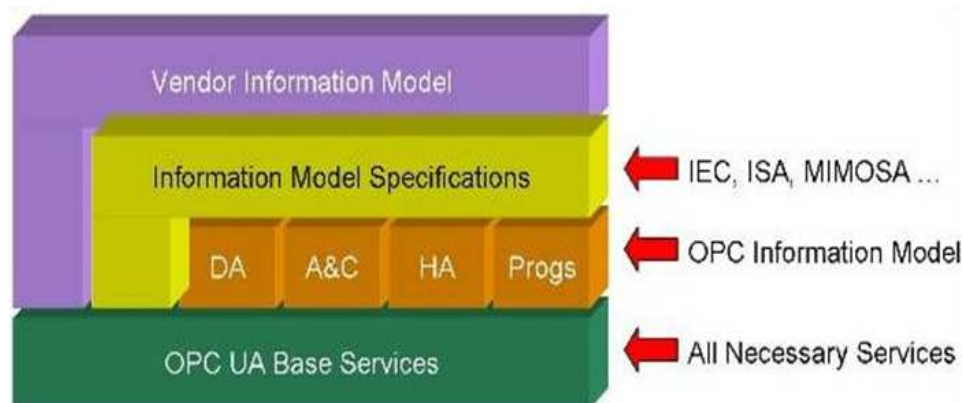 Vendor Information Model
Information Model Specifications
IEC, ISA, MIMOSA ...
DA
A&C
HA
Progs
OPC Information Model
OPC UA Base Services
All Necessary Services